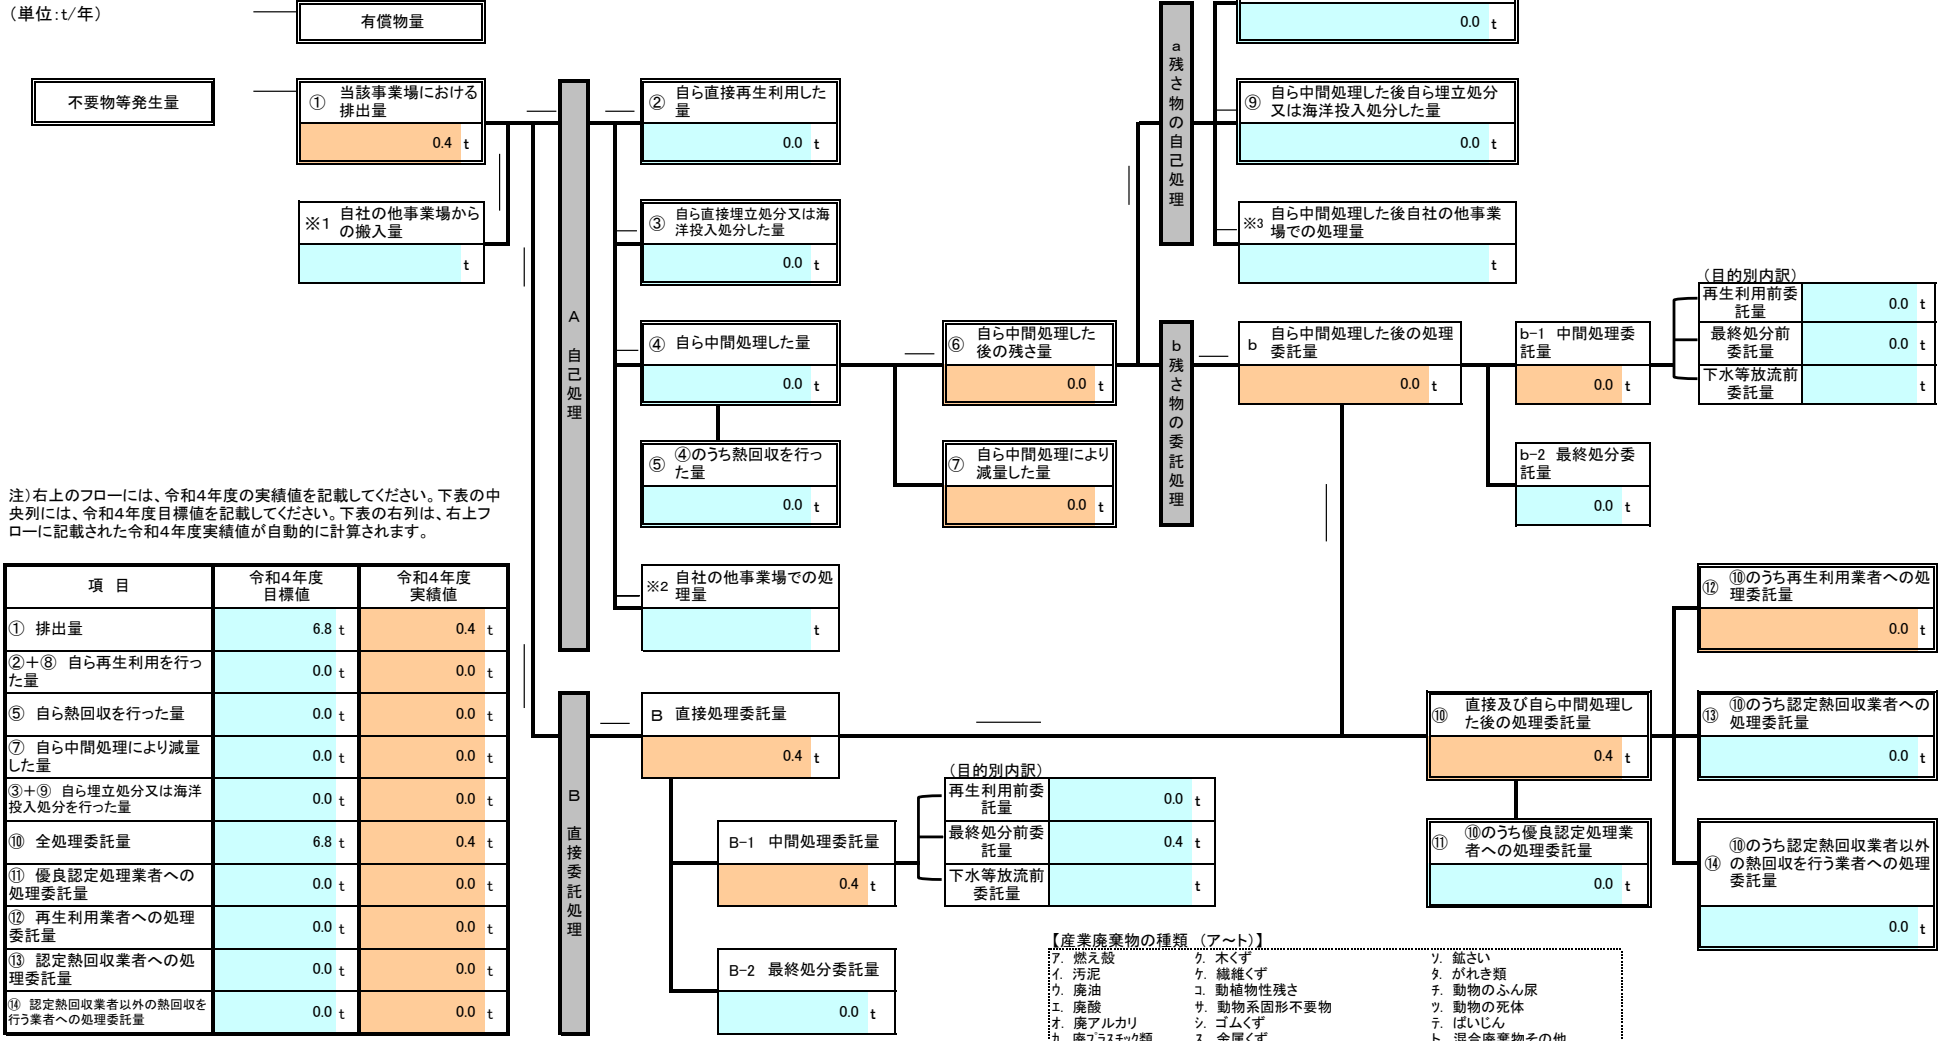 (単位:t/年)
有償物量
0.0 t
不要物等発生量
① 当該事業場における
排出量
0.4 t
※1 自社の他事業場から
の搬入量
t
A 自己処理
② 自ら直接再生利用した
量
0.0 t
③ 自ら直接埋立処分又は海
洋投入処分した量
0.0 t
④ 自ら中間処理した量
0.0 t
⑤ ④のうち熱回収を行っ
た量
0.0 t
※2 自社の他事業場での処
理量
t
⑥ 自ら中間処理した
後の残さ量
0.0 t
⑦ 自ら中間処理により
減量した量
0.0 t
a 残さ物の自己処理
⑨ 自ら中間処理した後自ら埋立処分
又は海洋投入処分した量
0.0 t
※3 自ら中間処理した後自社の他事業
場での処理量
t
b 残さ物の委託処理
b 自ら中間処理した後の処理
委託量
0.0 t
b-1 中間処理委
託量
0.0 t
b-2 最終処分委
託量
0.0 t
(目的別内訳)
再生利用前委
託量
0.0 t
最終処分前
委託量
0.0 t
下水等放流前
委託量
t
注)右上のフローには、令和4年度の実績値を記載してください。下表の中
央列には、令和4年度目標値を記載してください。下表の右列は、右上フ
ローに記載された令和4年度実績値が自動的に計算されます。
項 目
令和4年度
目標値
令和4年度
実績値
① 排出量
6.8 t 0.4 t
②+⑧ 自ら再生利用を行っ
た量
0.0 t 0.0 t
⑤ 自ら熱回収を行った量
0.0 t 0.0 t
⑦ 自ら中間処理により減量
した量
0.0 t 0.0 t
③+⑨ 自ら埋立処分又は海洋
投入処分を行った量
0.0 t 0.0 t
⑩ 全処理委託量
6.8 t 0.4 t
⑪ 優良認定処理業者への
処理委託量
0.0 t 0.0 t
⑫ 再生利用業者への処理
委託量
0.0 t 0.0 t
⑬ 認定熱回収業者への処
理委託量
0.0 t 0.0 t
⑭ 認定熱回収業者以外の熱回収を
行う業者への処理委託量
0.0 t 0.0 t
B 直接委託処理
B 直接処理委託量
0.4 t
B-1 中間処理委託量
0.4 t
B-2 最終処分委託量
0.0 t
(目的別内訳)
再生利用前委
託量
0.0 t
最終処分前委
託量
0.4 t
下水等放流前
委託量
t
⑩ 直接及び自ら中間処理し
た後の処理委託量
0.4 t
⑪ ⑩のうち優良認定処理業
者への処理委託量
0.0 t
⑫ ⑩のうち再生利用業者への処
理委託量
0.0 t
⑬ ⑩のうち認定熱回収業者への
処理委託量
0.0 t
⑭ ⑩のうち認定熱回収業者以外
の熱回収を行う業者への処理
委託量
0.0 t
【産業廃棄物の種類 (ア~ト)】
ア. 燃え殻 ク. 木くず ソ. 鉱さい
イ. 汚泥 ケ. 繊維くず タ. がれき類
ウ. 廃油 コ. 動植物性残さ チ. 動物のふん尿
エ. 廃酸 サ. 動物系固形不要物 ツ. 動物の死体
オ. 廃アルカリ シ. ゴムくず テ. ばいじん
カ. 廃プラスチック類 ス. 金属くず ト. 混合廃棄物その他